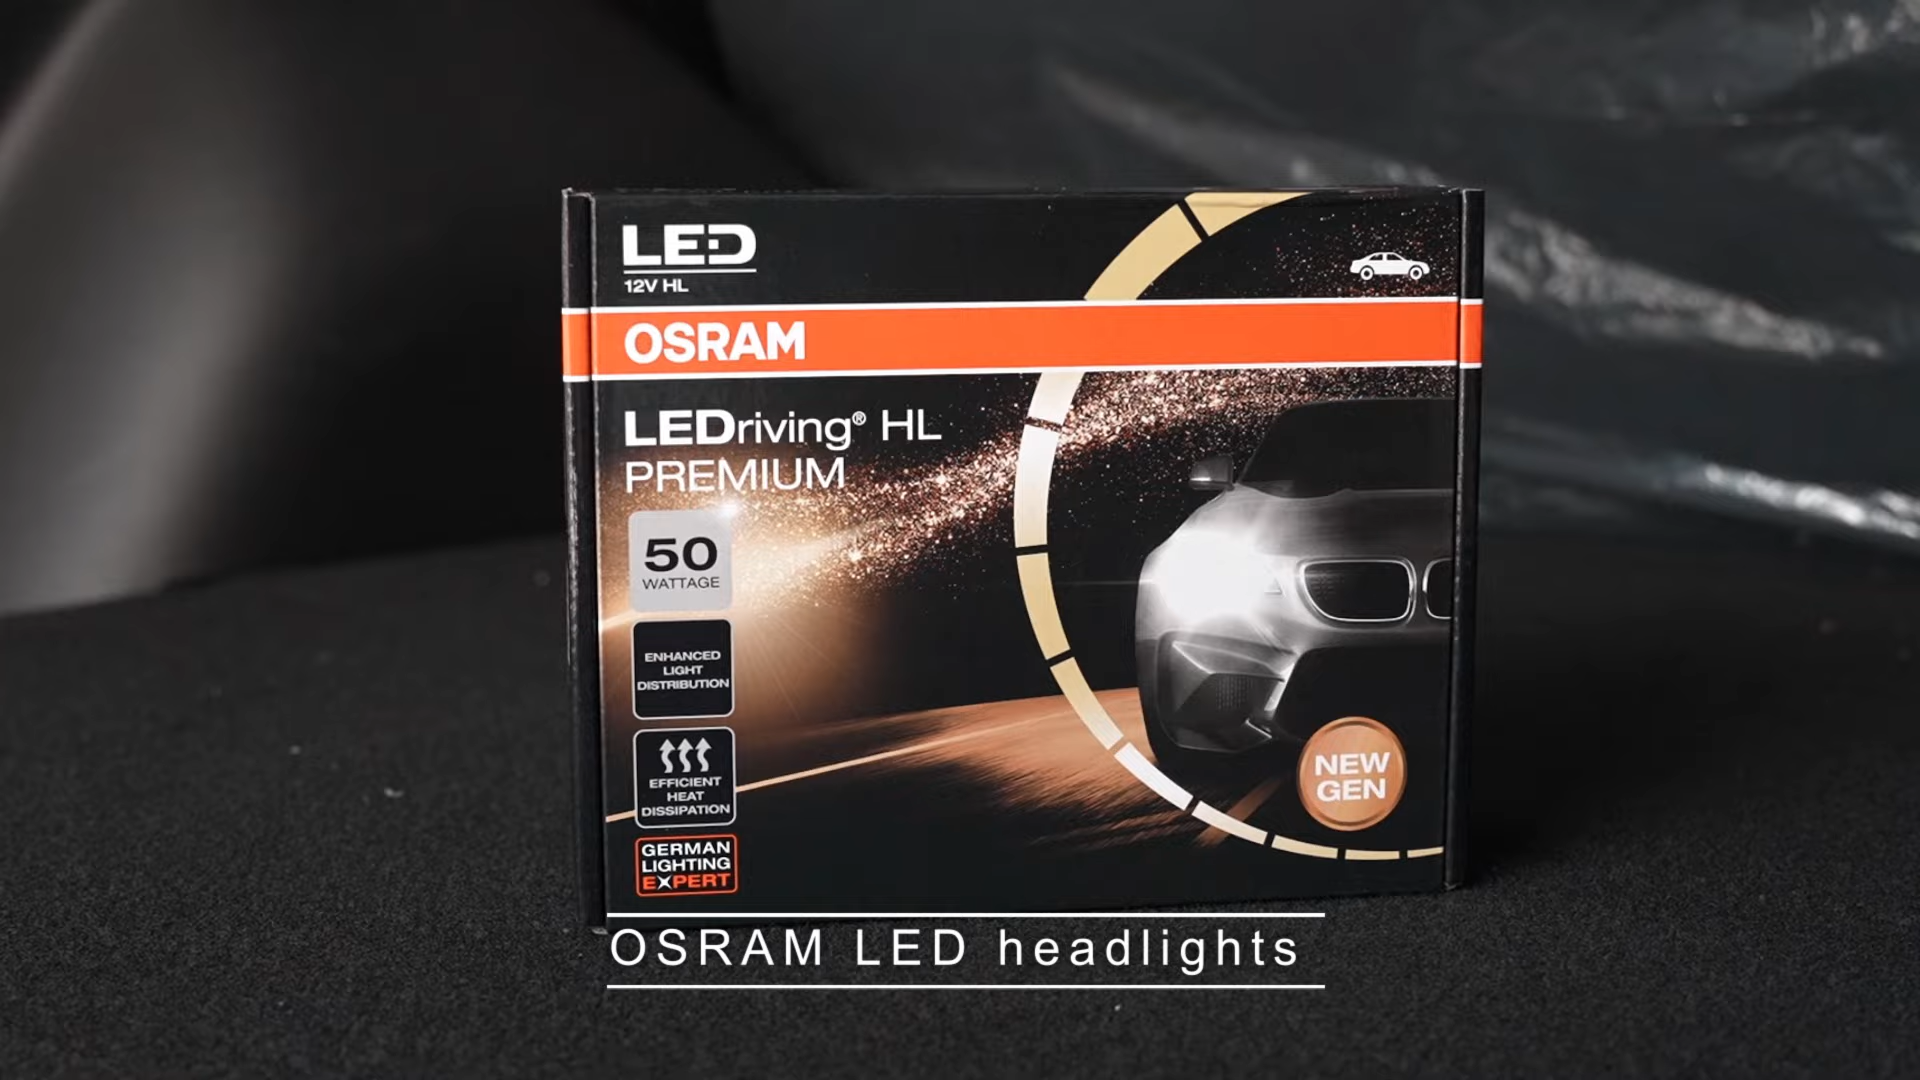 LED
12V HL
OSRAM
LEDriving® HL
PREMIUM
50
WATTAGE
ENHANCED
LIGHT
DISTRIBUTION
EFFICIENT
HEAT
DISSIPATION
GERMAN
LIGHTING
EXPERT
NEW
GEN
OSRAM LED headlights